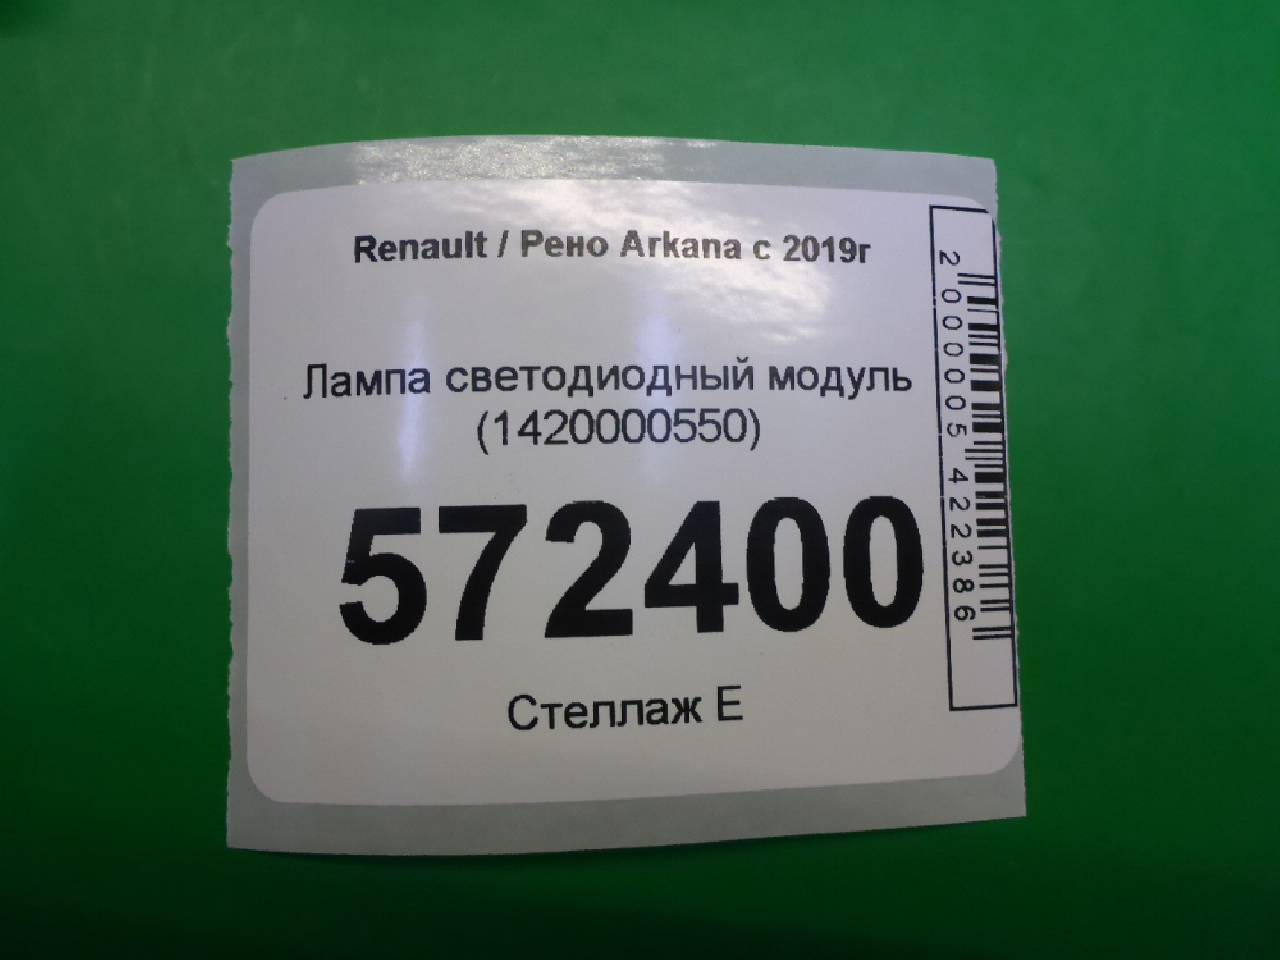 Renault / Рено Arkana с 2019г
Лампа светодиодный модуль
(1420000550)
572400
Стеллаж Е
2000005422386